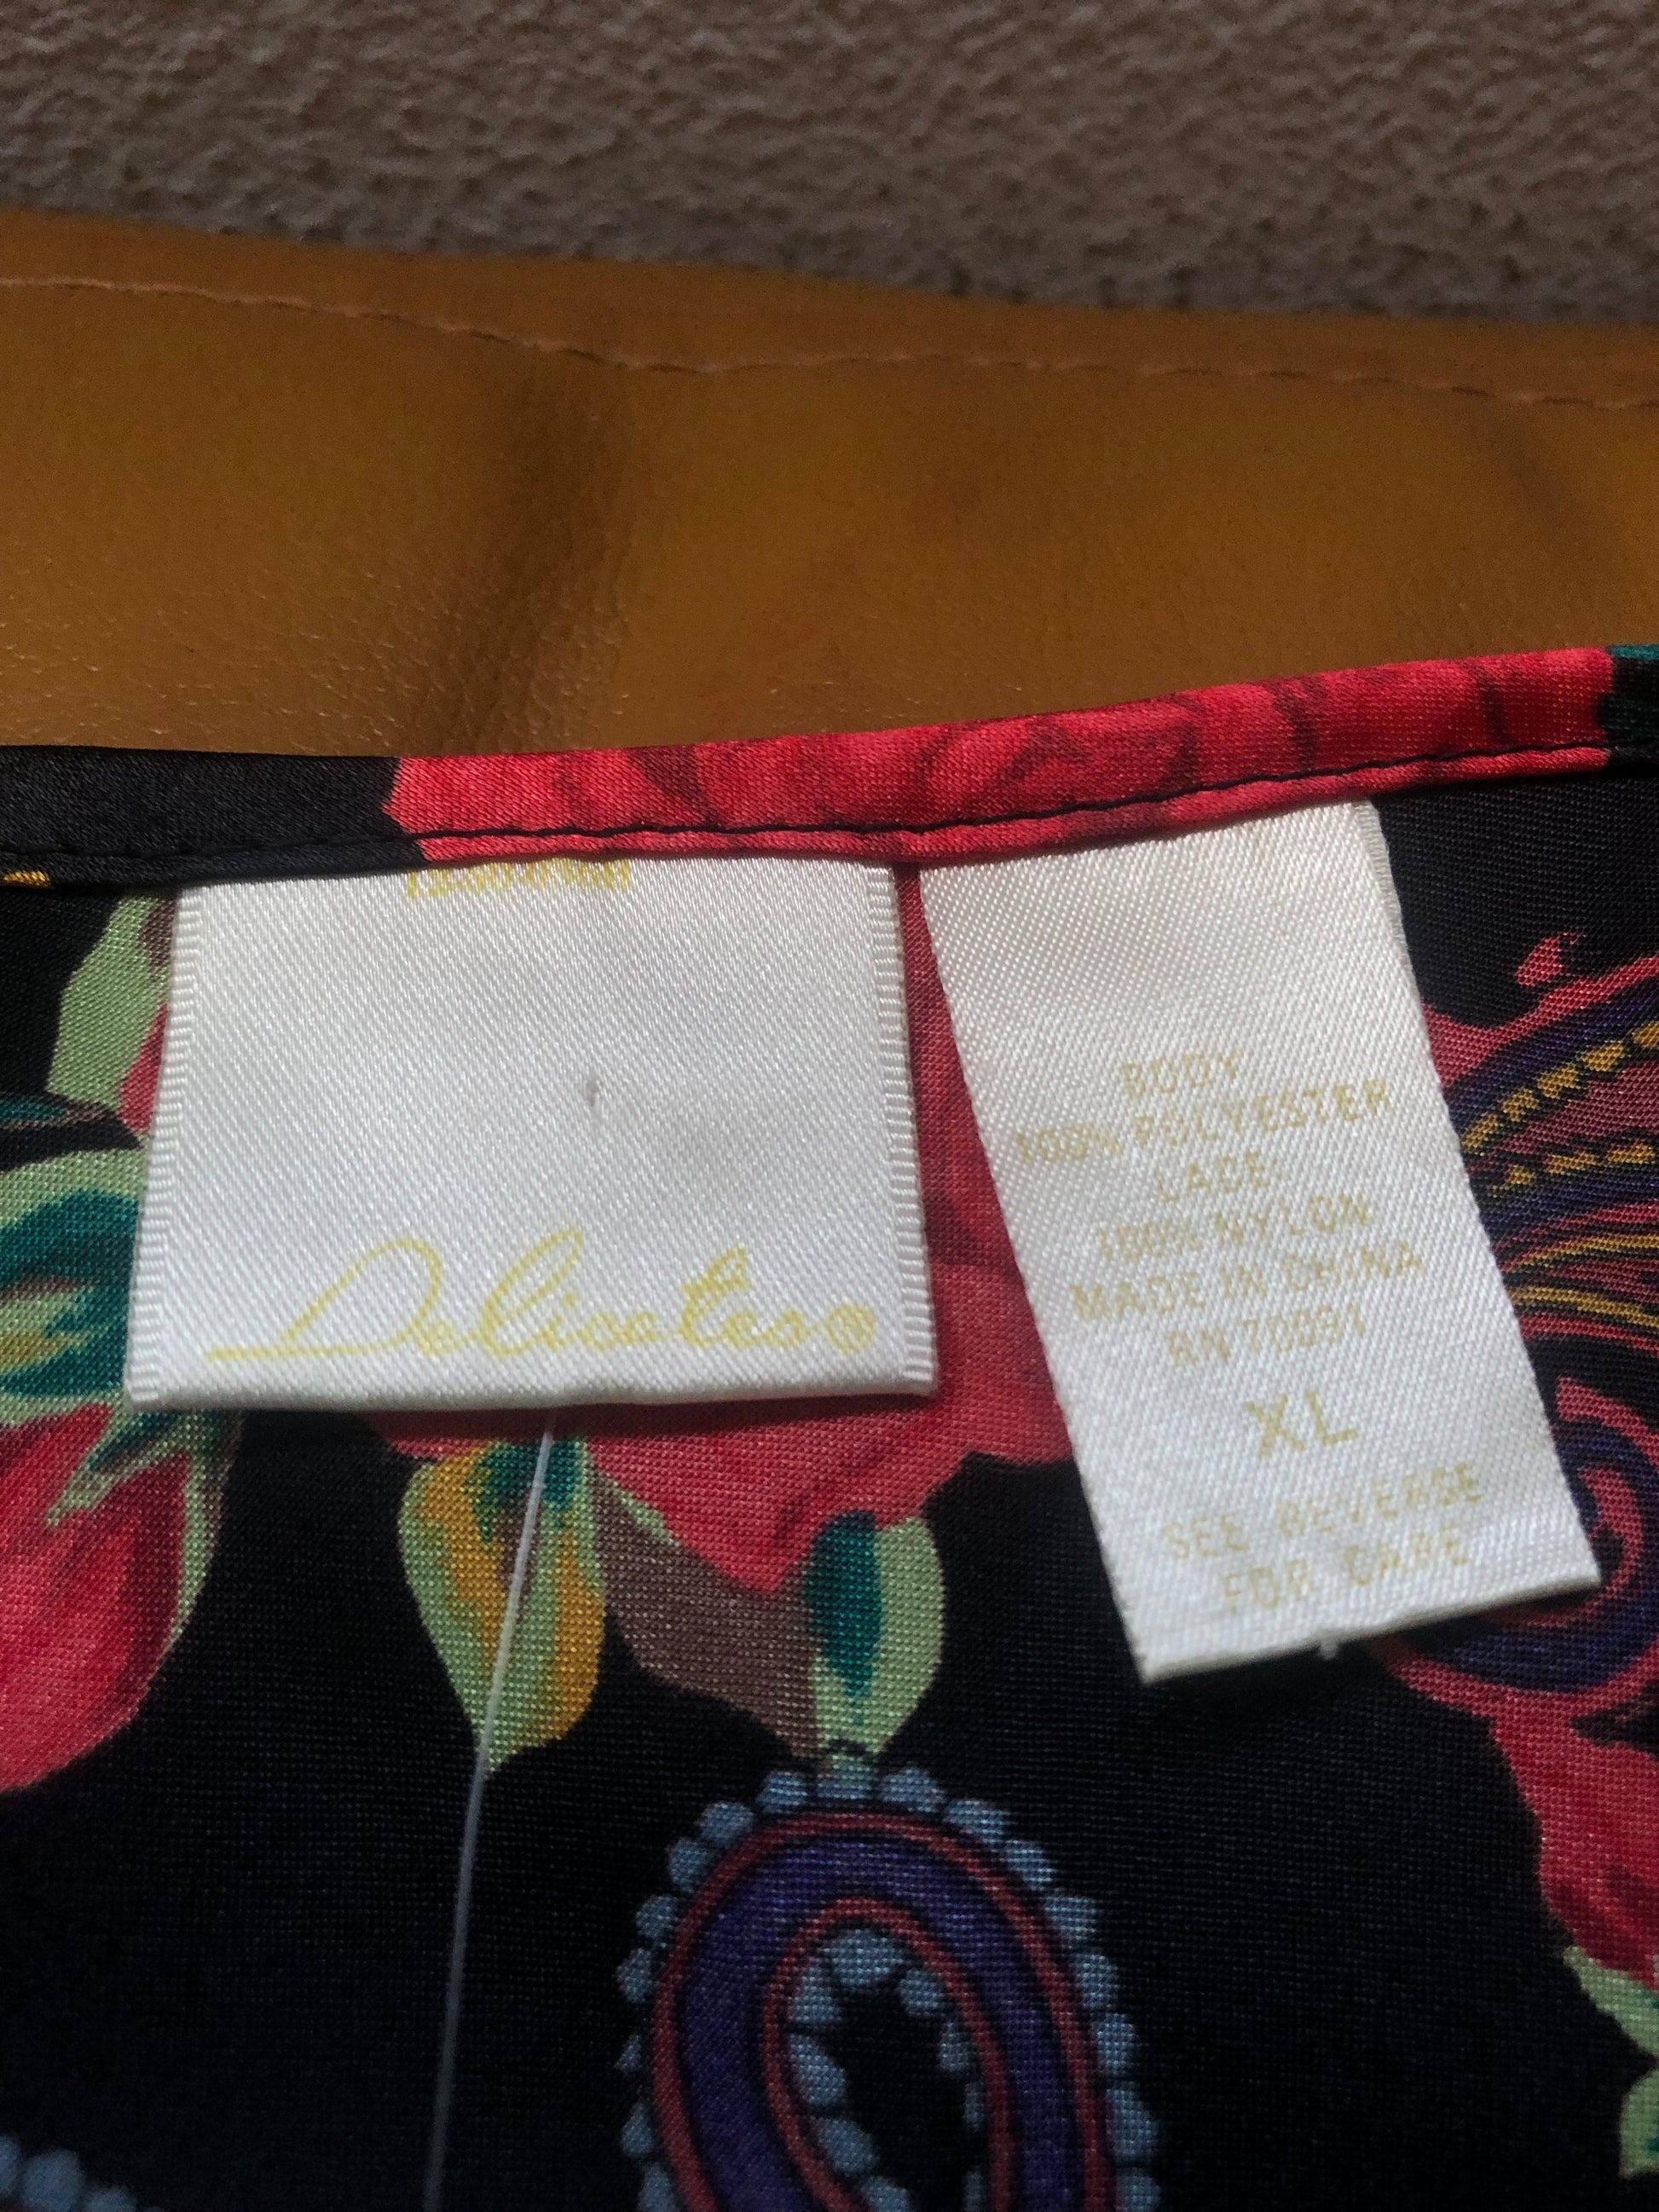 Delicates®
BODY
100% POLYESTER
LACE:
100% NYLON
MADE IN CHINA
RN 70091
XL
SEE REVERSE
FOR CARE